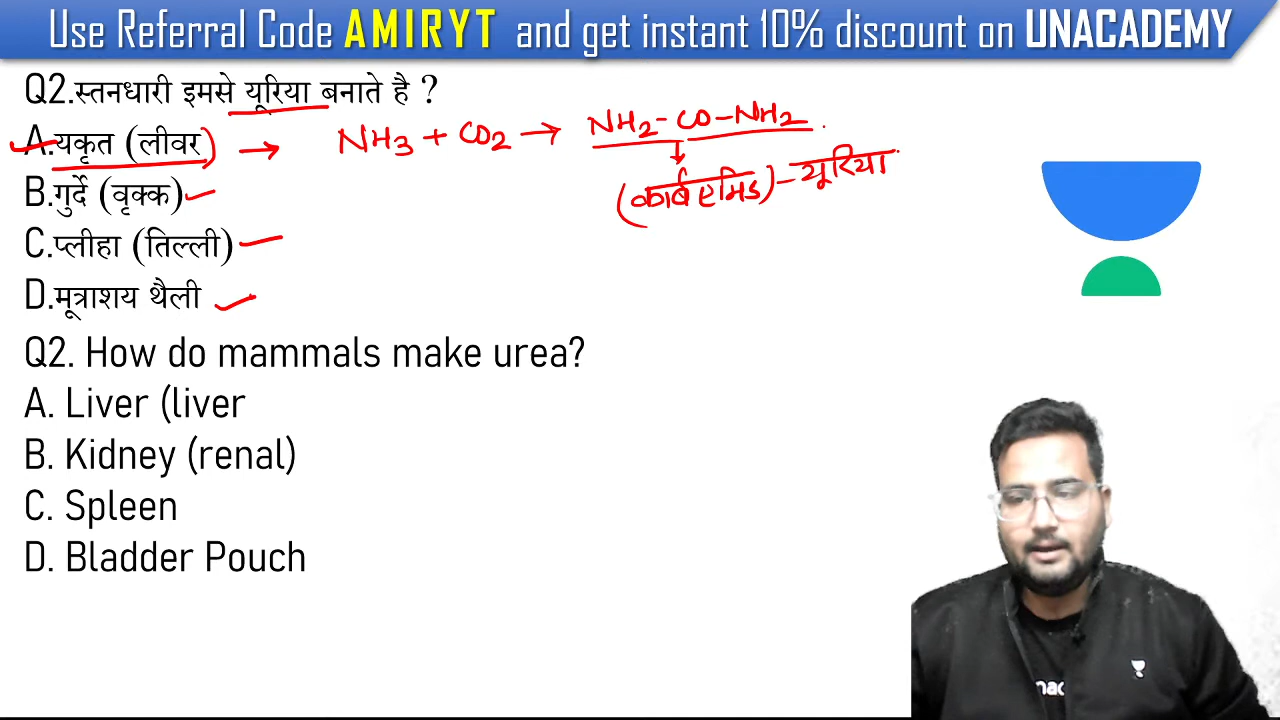 Use Referral Code AMIRYT and get instant 10% discount on UNACADEMY
Q2.स्तनधारी इमसे यूरिया बनाते है ?
A.यकृत (लीवर) → NH3 + CO2 → NH2-CO-NH2
(कार्बएमिड)-यूरिया
B.गुर्दे (वृक्क)
C.प्लीहा (तिल्ली)
D.मूत्राशय थैली
Q2. How do mammals make urea?
A. Liver (liver
B. Kidney (renal)
C. Spleen
D. Bladder Pouch